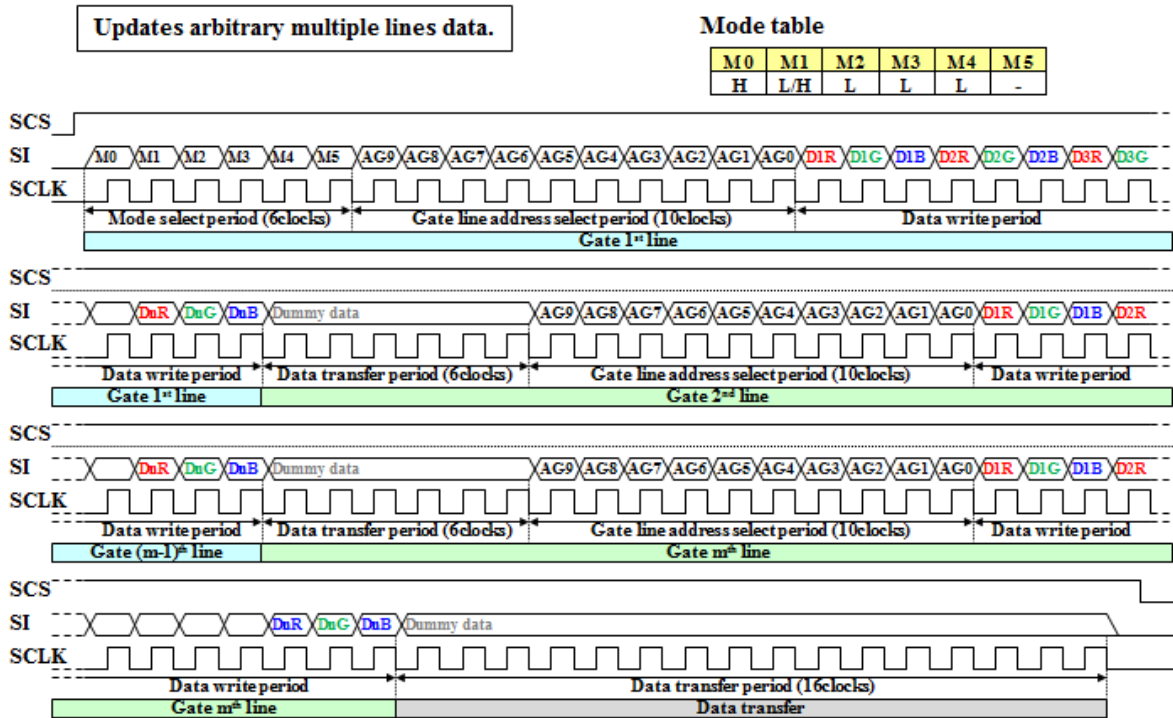 Updates arbitrary multiple lines data.
Mode table
M0 M1 M2 M3 M4 M5
H L/H L L L -
SCS
SI M0 M1 M2 M3 M4 M5 AG9 AG8 AG7 AG6 AG5 AG4 AG3 AG2 AG1 AG0 D1R D1G D1B D2R D2G D2B D3R D3G
SCLK
Mode select period (6clocks) Gate line address select period (10clocks) Data write period
Gate 1st line
SCS
SI DnR DnG DnB Dummy data AG9 AG8 AG7 AG6 AG5 AG4 AG3 AG2 AG1 AG0 D1R D1G D1B D2R
SCLK
Data write period Data transfer period (6clocks) Gate line address select period (10clocks) Data write period
Gate 1st line Gate 2nd line
SCS
SI DnR DnG DnB Dummy data AG9 AG8 AG7 AG6 AG5 AG4 AG3 AG2 AG1 AG0 D1R D1G D1B D2R
SCLK
Data write period Data transfer period (6clocks) Gate line address select period (10clocks) Data write period
Gate (m-1)th line Gate mth line
SCS
SI DnR DnG DnB Dummy data
SCLK
Data write period Data transfer period (16clocks)
Gate mth line Data transfer